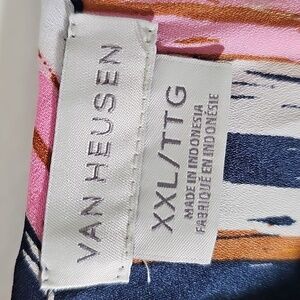 VAN HEUSEN
XXL/TTG
MADE IN INDONESIA
FABRIQUÉ EN INDONÉSIE